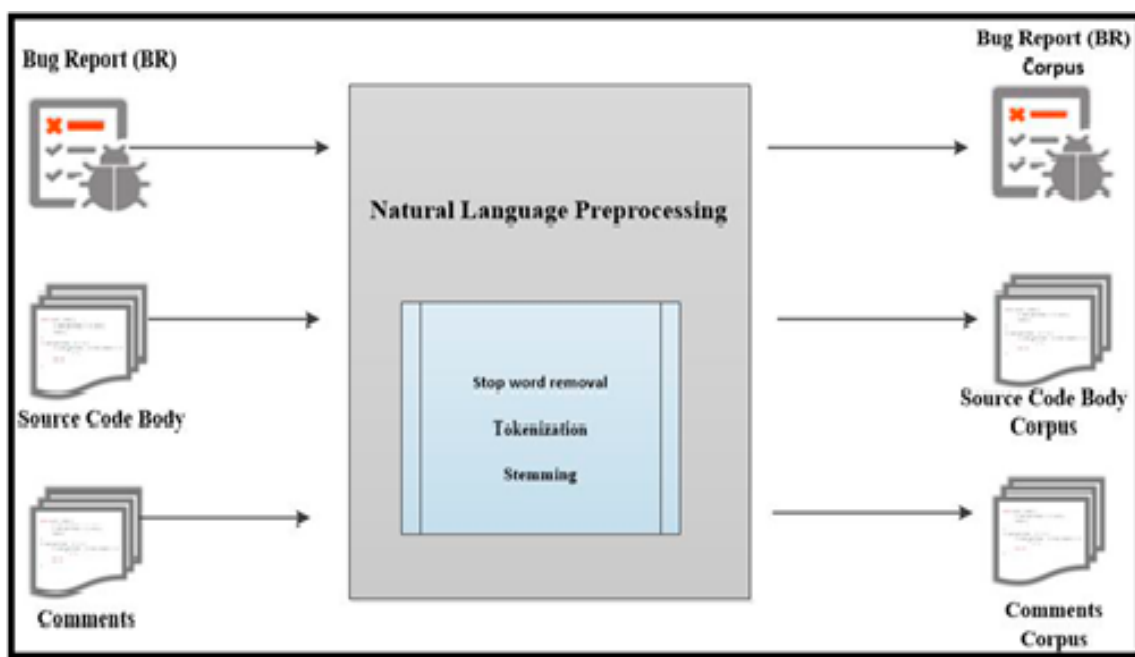 Bug Report (BR)
Source Code Body
Comments
Natural Language Preprocessing
Stop word removal
Tokenization
Stemming
Bug Report (BR)
Corpus
Source Code Body
Corpus
Comments
Corpus